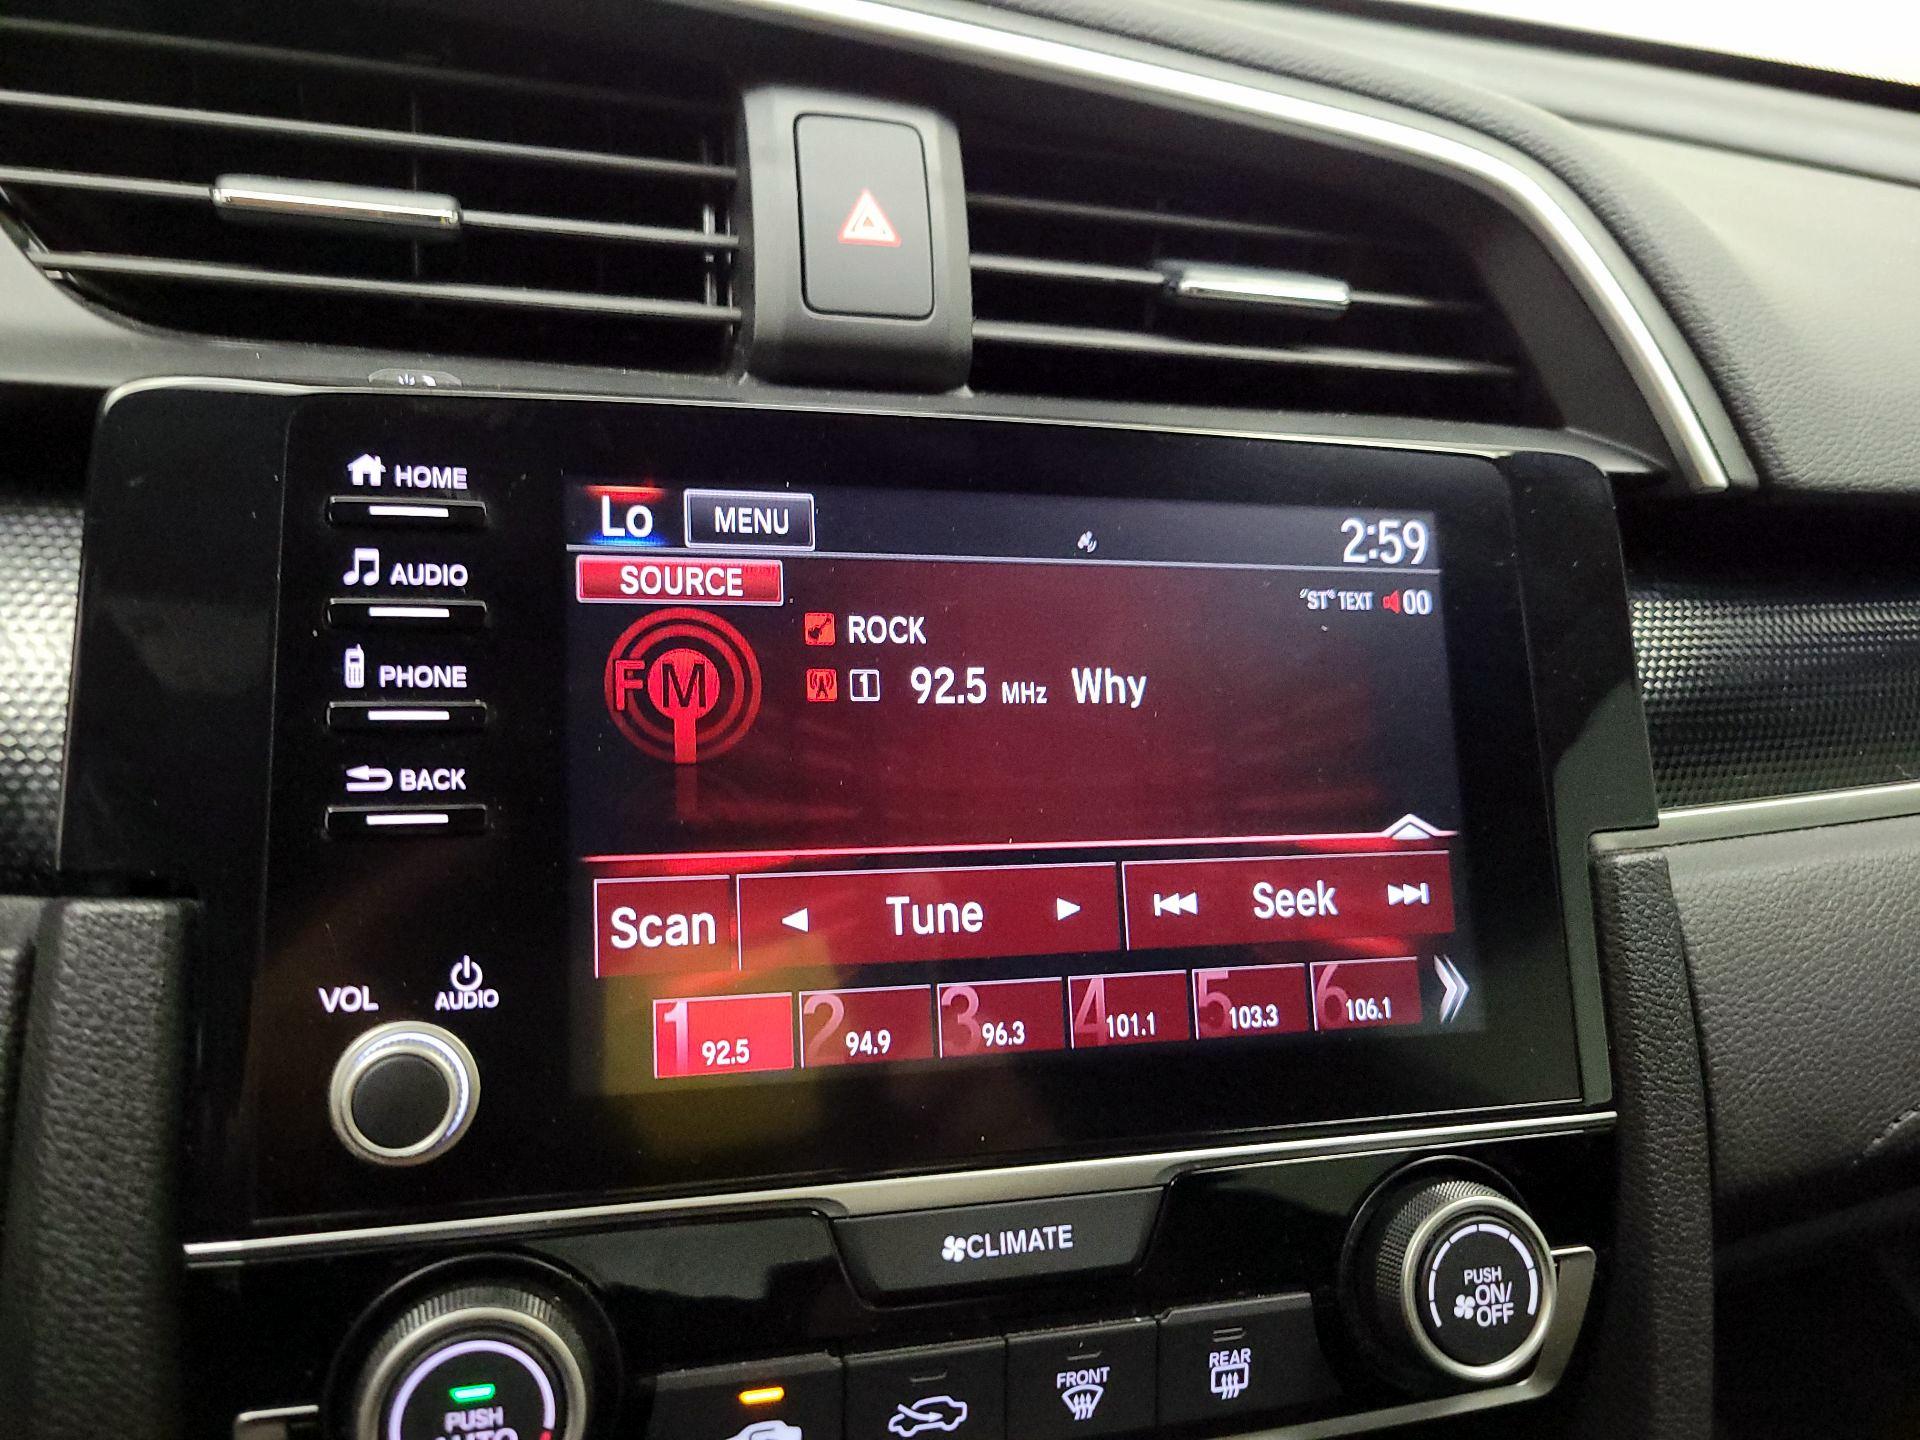 HOME
AUDIO
PHONE
BACK
VOL
AUDIO
Lo
MENU
2:59
SOURCE
"ST" TEXT 00
FM
ROCK
1 92.5 MHz Why
Scan
Tune
Seek
1 92.5
2 94.9
3 96.3
4 101.1
5 103.3
6 106.1
CLIMATE
PUSH
ON/
OFF
FRONT
REAR
PUSH
AUTO